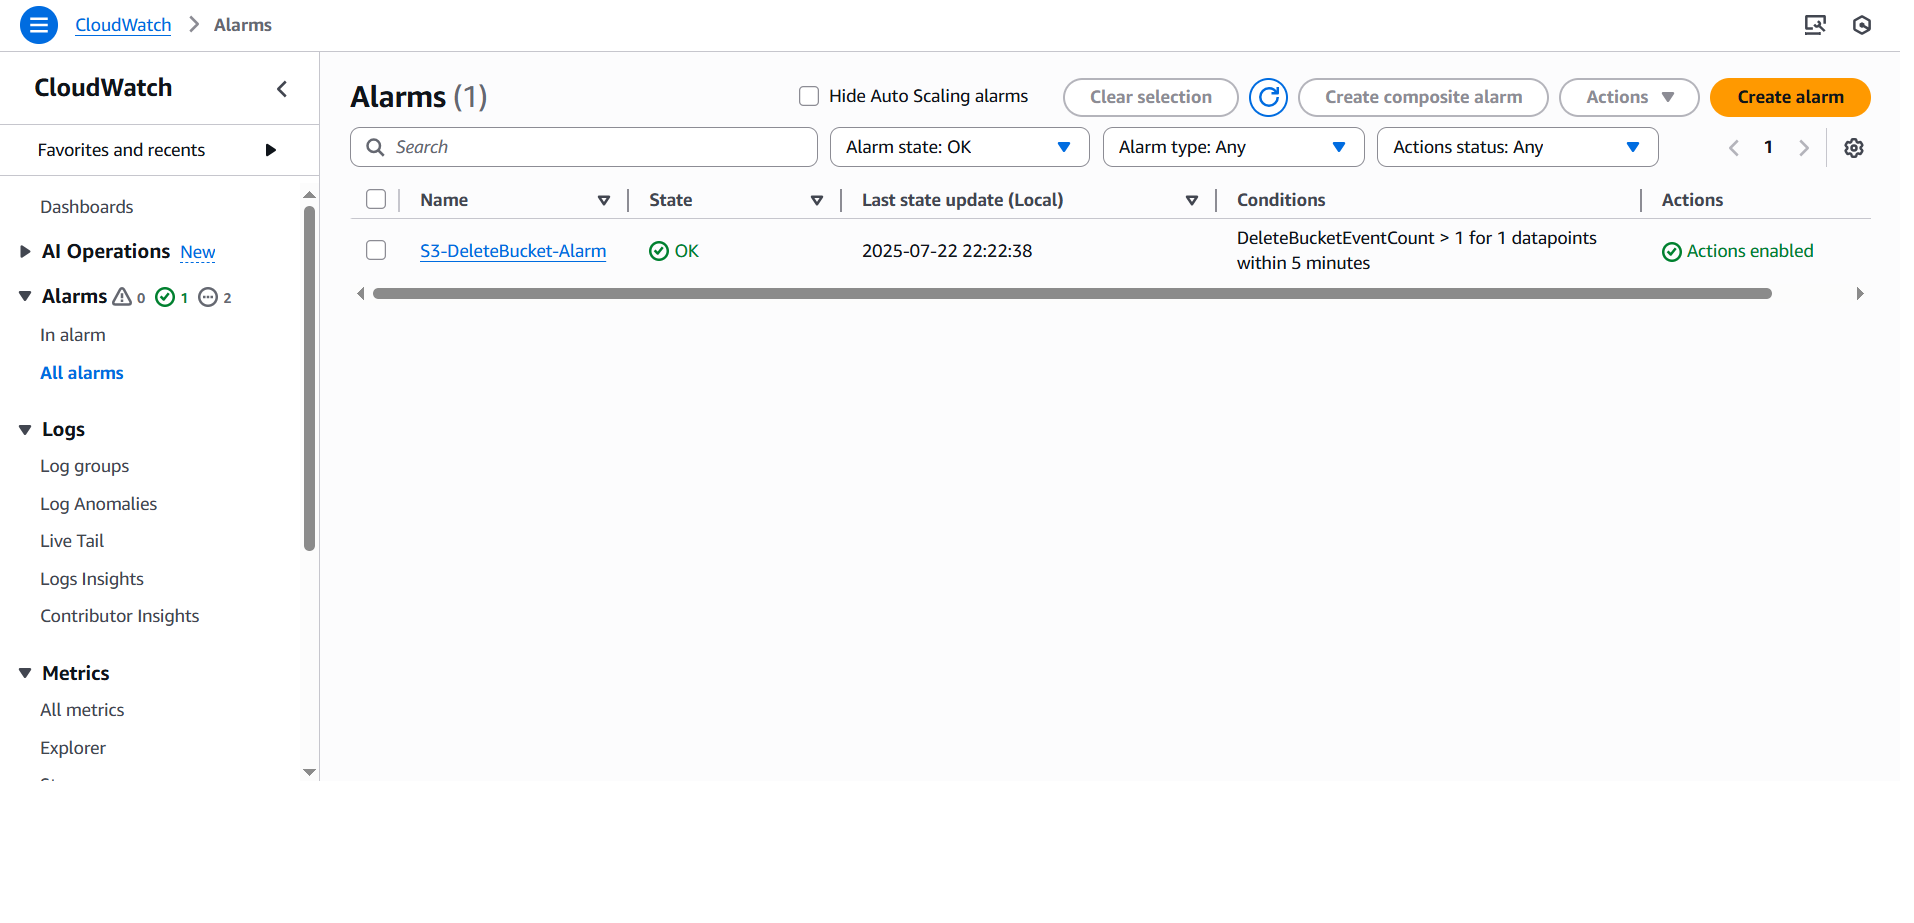 CloudWatch > Alarms
CloudWatch
Favorites and recents
Dashboards
AI Operations New
Alarms 0 1 2
In alarm
All alarms
Logs
Log groups
Log Anomalies
Live Tail
Logs Insights
Contributor Insights
Metrics
All metrics
Explorer
Alarms (1)
Hide Auto Scaling alarms
Clear selection
Create composite alarm
Actions
Create alarm
Search
Alarm state: OK
Alarm type: Any
Actions status: Any
1
Name State Last state update (Local) Conditions Actions
S3-DeleteBucket-Alarm OK 2025-07-22 22:22:38 DeleteBucketEventCount > 1 for 1 datapoints
within 5 minutes
Actions enabled